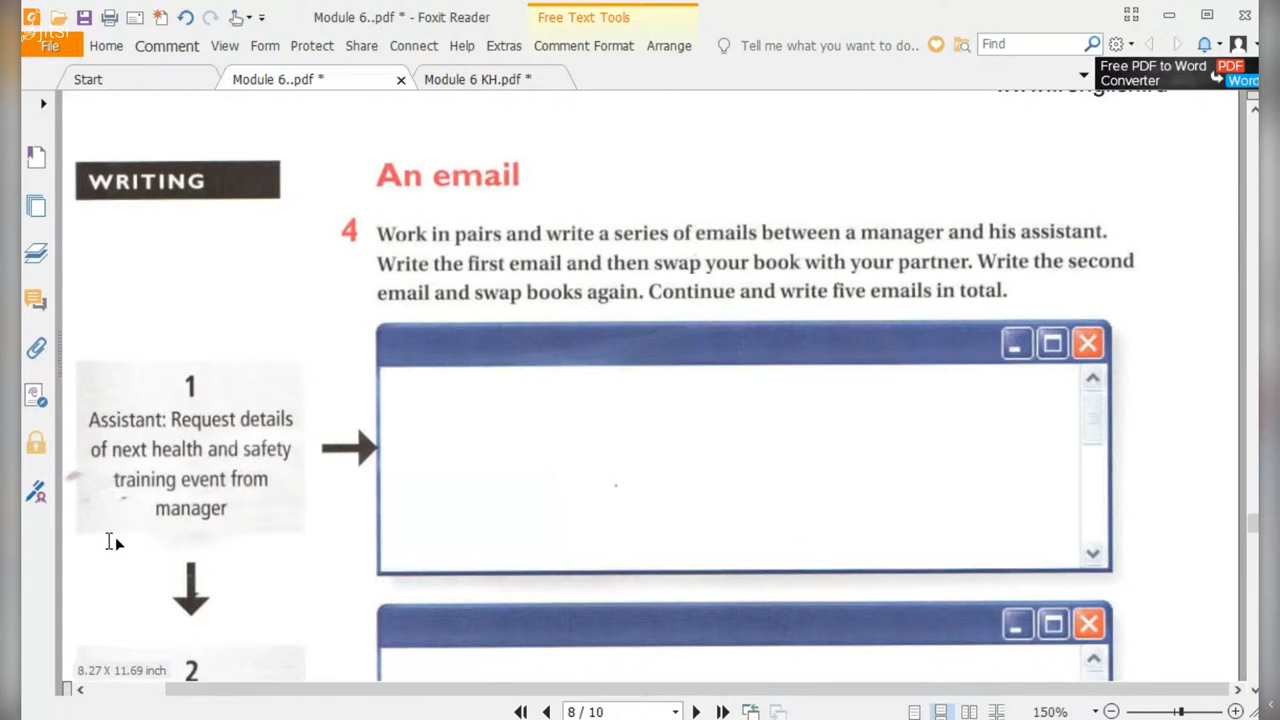 Module 6..pdf * - Foxit Reader
Free Text Tools
Jitsi
File
Home
Comment
View
Form
Protect
Share
Connect
Help
Extras
Comment Format
Arrange
Tell me what you want to do..
Find
Start
Module 6..pdf *
Module 6 KH.pdf *
Free PDF to Word
Converter
PDF
Word
WRITING
An email
4 Work in pairs and write a series of emails between a manager and his assistant.
Write the first email and then swap your book with your partner. Write the second
email and swap books again. Continue and write five emails in total.
1
Assistant: Request details
of next health and safety
training event from
manager
2
8.27 X 11.69 inch
8 / 10
150%